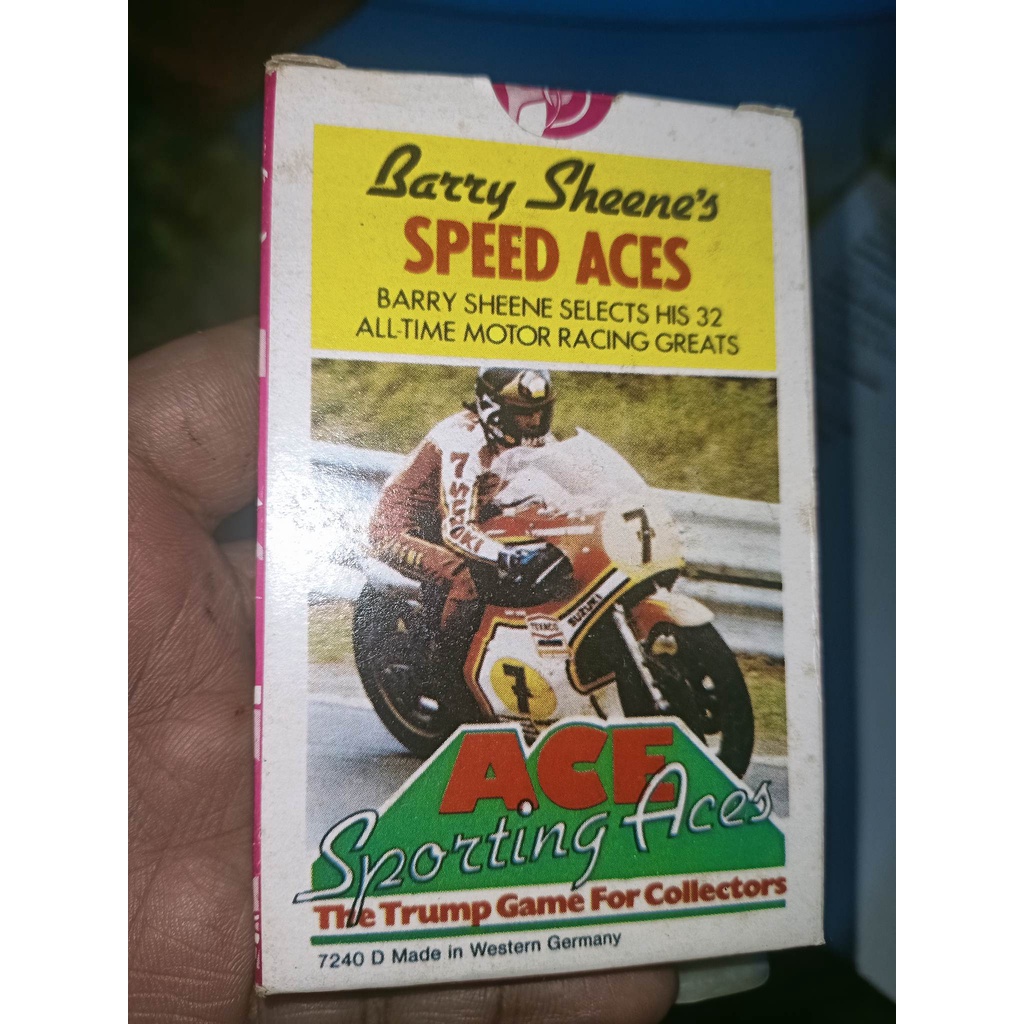 Barry Sheene's
SPEED ACES
BARRY SHEENE SELECTS HIS 32
ALL-TIME MOTOR RACING GREATS
7
SUZUKI
7
SUZUKI
TEXACO
7
ACE
Sporting Aces
The Trump Game For Collectors
7240 D Made in Western Germany